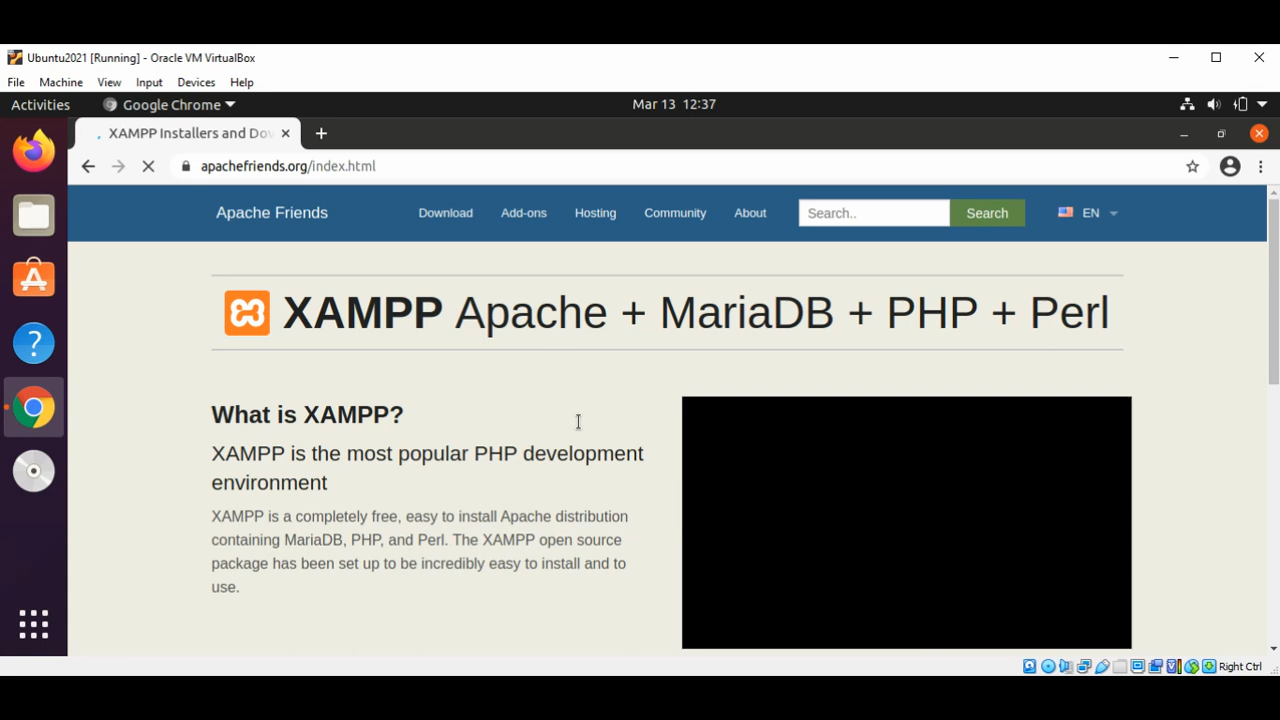 Ubuntu2021 [Running] - Oracle VM VirtualBox
File Machine View Input Devices Help
Activities Google Chrome Mar 13 12:37
XAMPP Installers and Dov
apachefriends.org/index.html
Apache Friends Download Add-ons Hosting Community About Search.. Search EN
XAMPP Apache + MariaDB + PHP + Perl
What is XAMPP?
XAMPP is the most popular PHP development
environment
XAMPP is a completely free, easy to install Apache distribution
containing MariaDB, PHP, and Perl. The XAMPP open source
package has been set up to be incredibly easy to install and to
use.
Right Ctrl